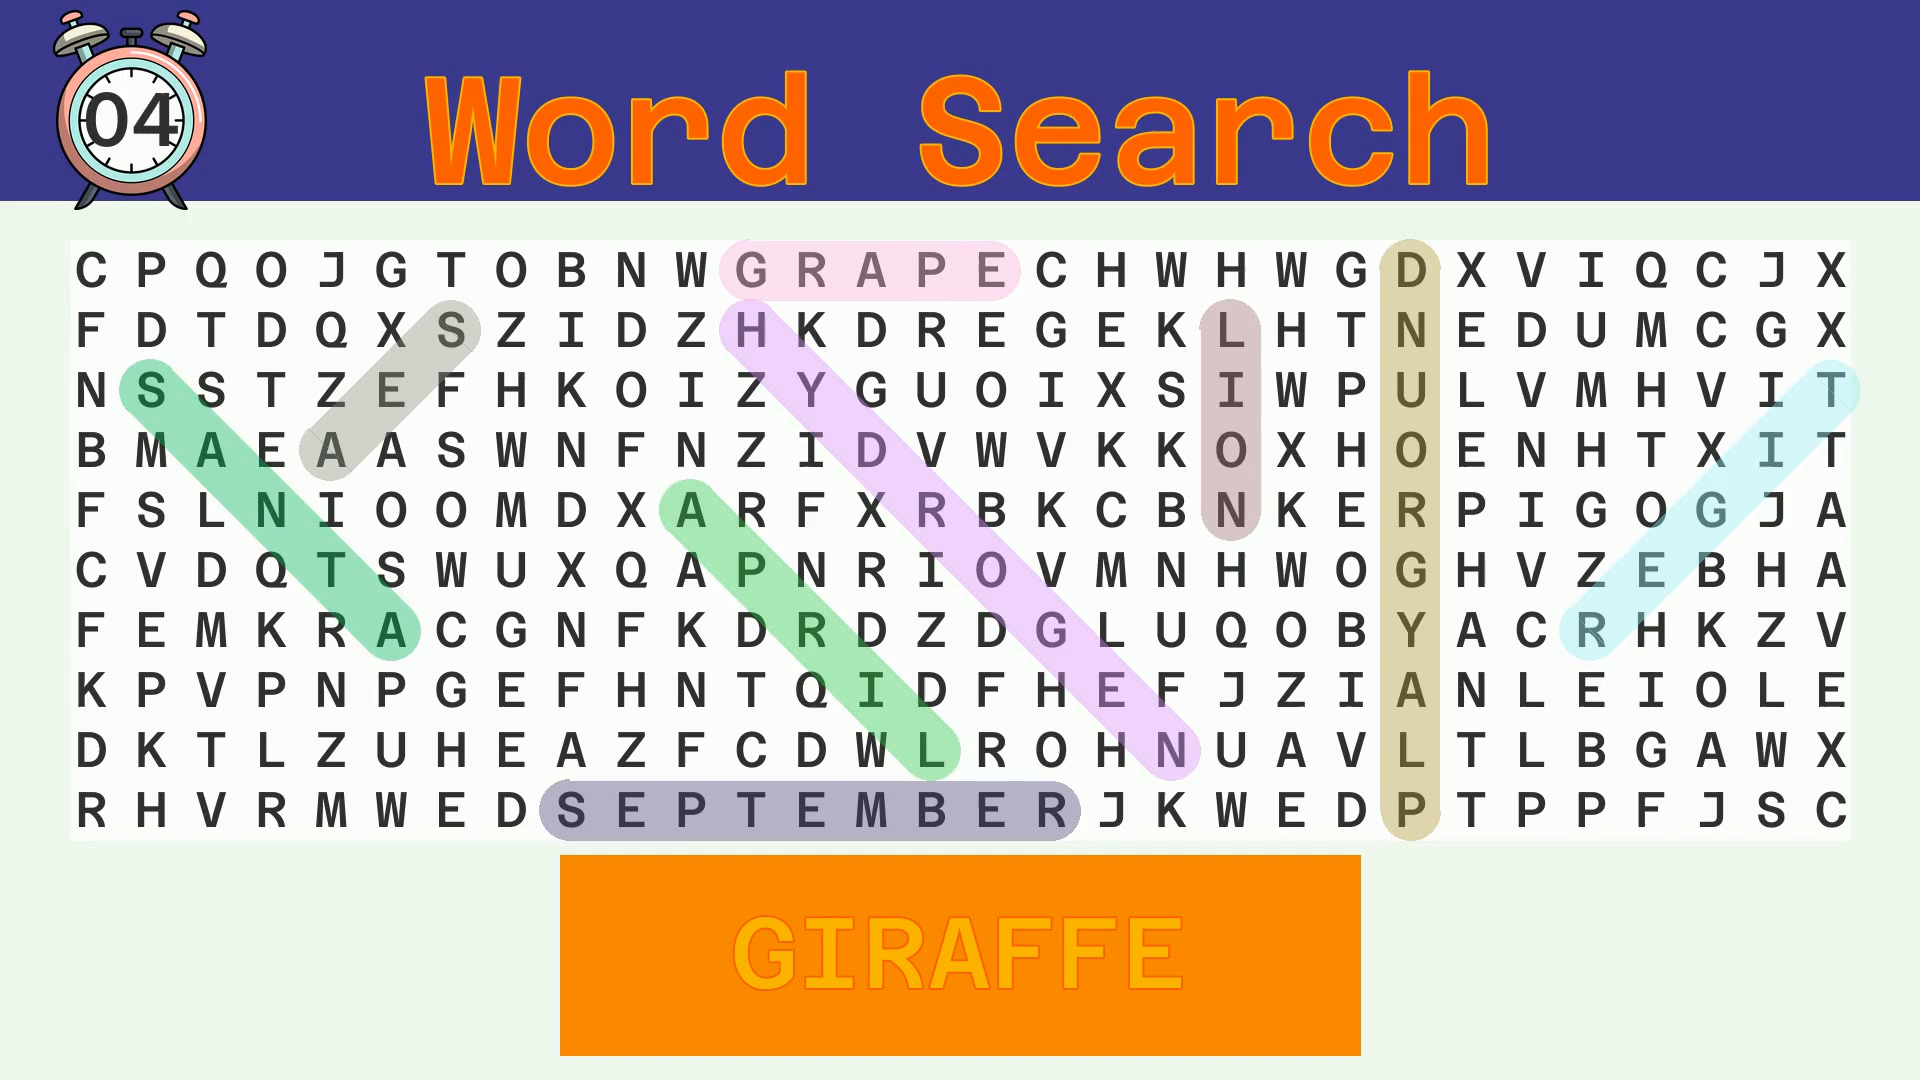 04
Word Search
C P Q O J G T O B N W G R A P E C H W H W G D X V I Q C J X
F D T D Q X S Z I D Z H K D R E G E K L H T N E D U M C G X
N S S T Z E F H K O I Z Y G U O I X S I W P U L V M H V I T
B M A E A A S W N F N Z I D V W V K K O X H O E N H T X I T
F S L N I O O M D X A R F X R B K C B N K E R P I G O G J A
C V D Q T S W U X Q A P N R I O V M N H W O G H V Z E B H A
F E M K R A C G N F K D R D Z D G L U Q O B Y A C R H K Z V
K P V P N P G E F H N T Q I D F H E F J Z I A N L E I O L E
D K T L Z U H E A Z F C D W L R O H N U A V L T L B G A W X
R H V R M W E D S E P T E M B E R J K W E D P T P P F J S C
GIRAFFE